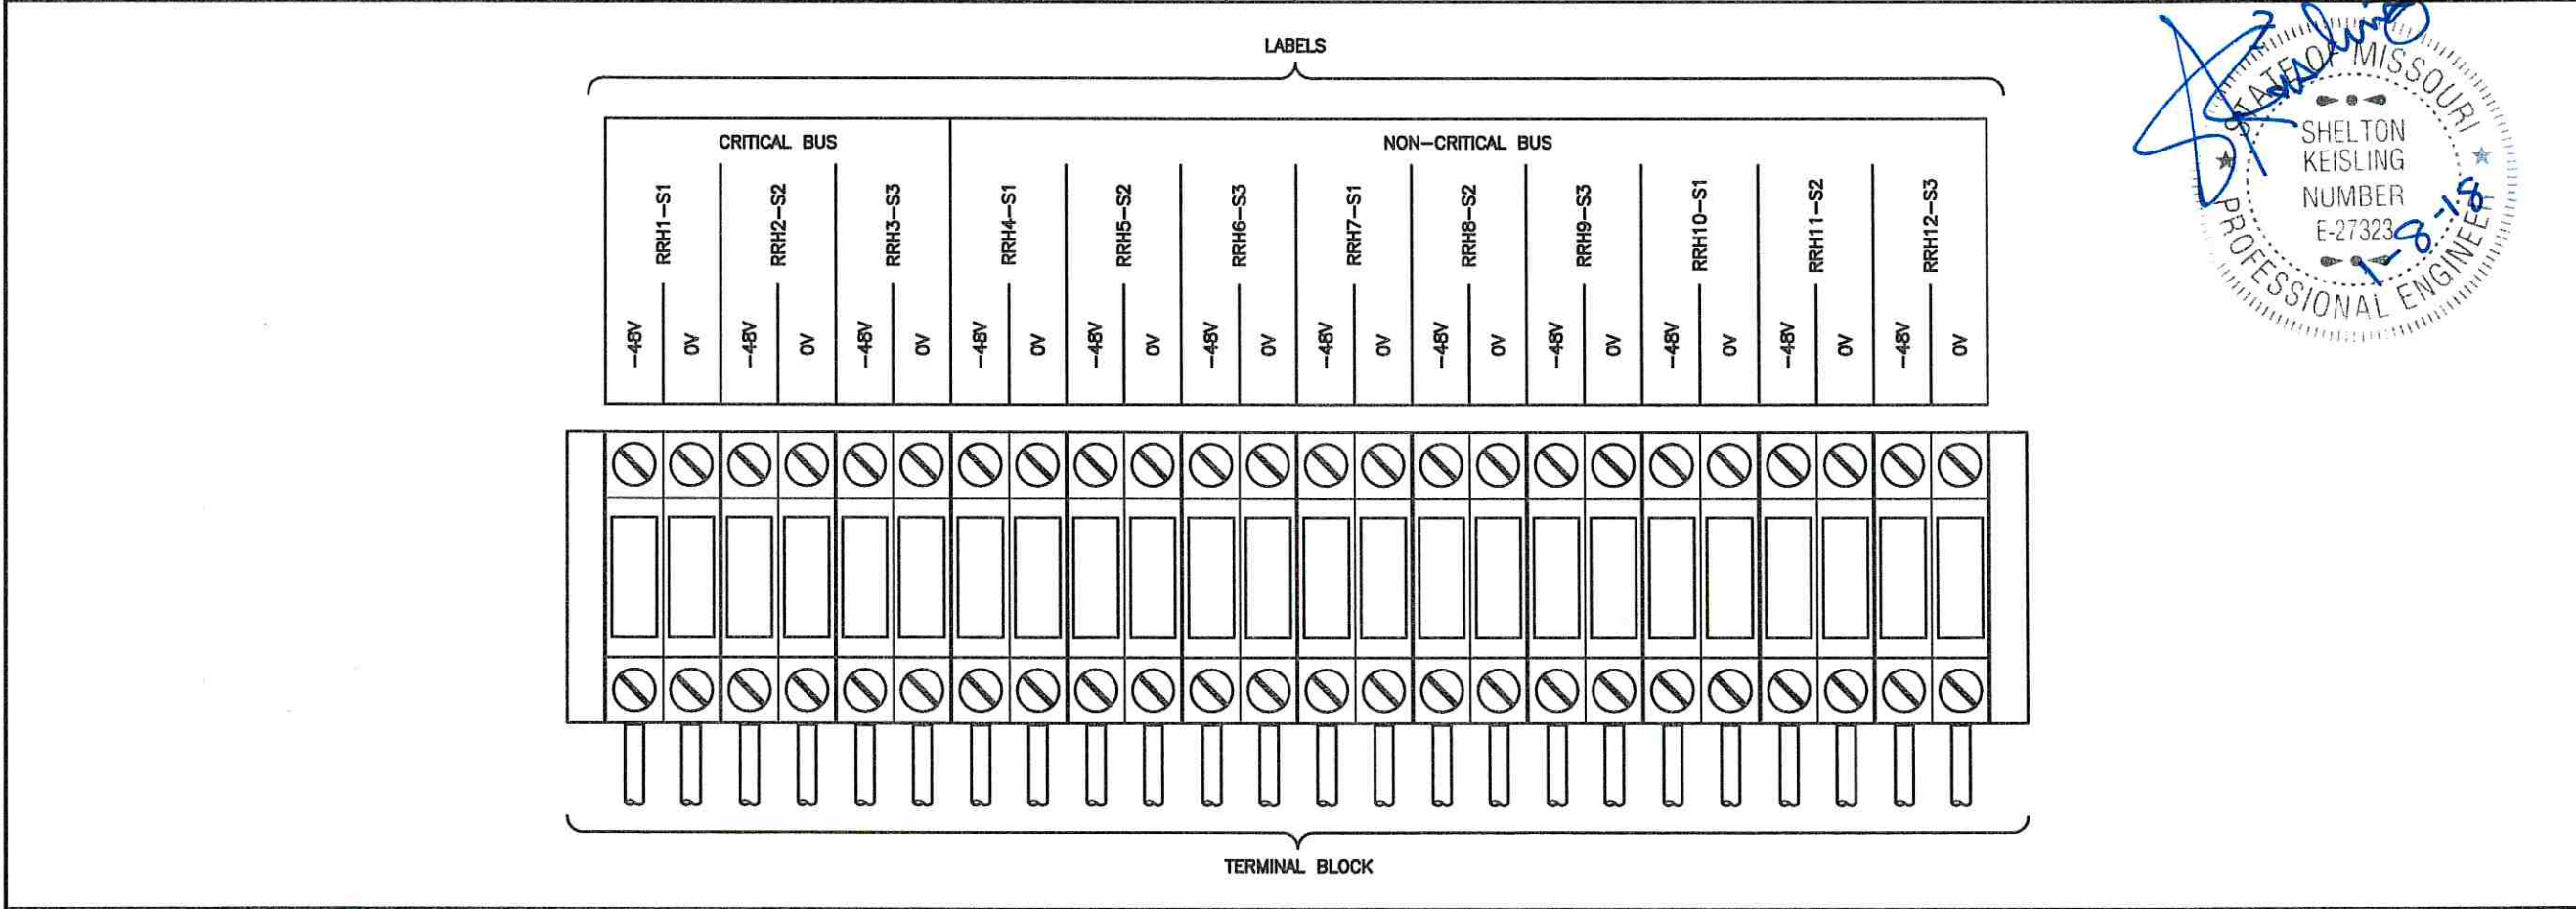 LABELS
CRITICAL BUS
NON-CRITICAL BUS
RRH1-S1
RRH2-S2
RRH3-S3
RRH4-S1
RRH5-S2
RRH6-S3
RRH7-S1
RRH8-S2
RRH9-S3
RRH10-S1
RRH11-S2
RRH12-S3
-48V 0V -48V 0V -48V 0V -48V 0V -48V 0V -48V 0V -48V 0V -48V 0V -48V 0V -48V 0V -48V 0V -48V 0V
TERMINAL BLOCK
STATE OF MISSOURI
SHELTON
KEISLING
NUMBER
E-27323
PROFESSIONAL ENGINEER
1-8-18